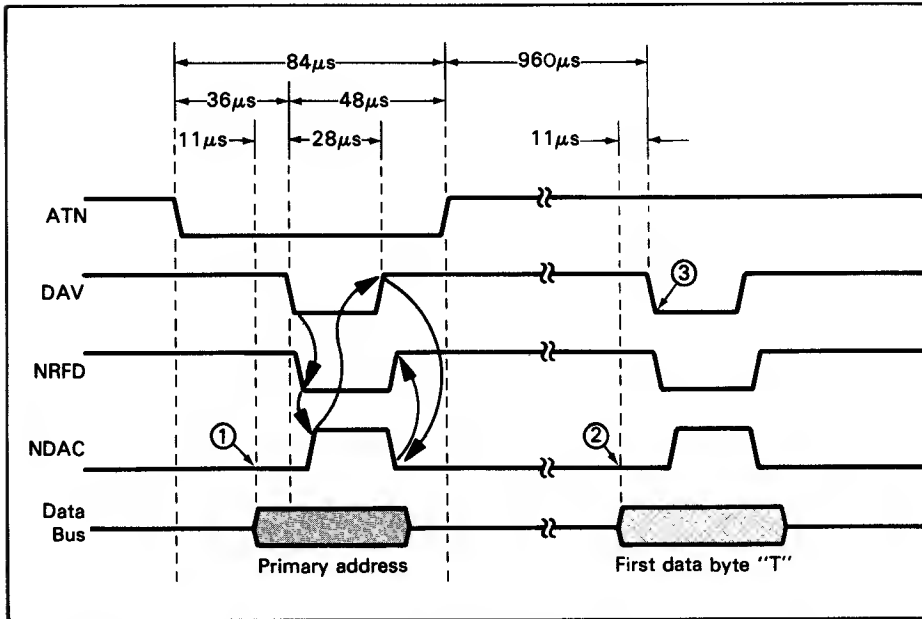 84μs
960μs
36μs
48μs
11μs
28μs
11μs
ATN
DAV
③
NRFD
①
②
NDAC
Data
Bus
Primary address
First data byte "T"